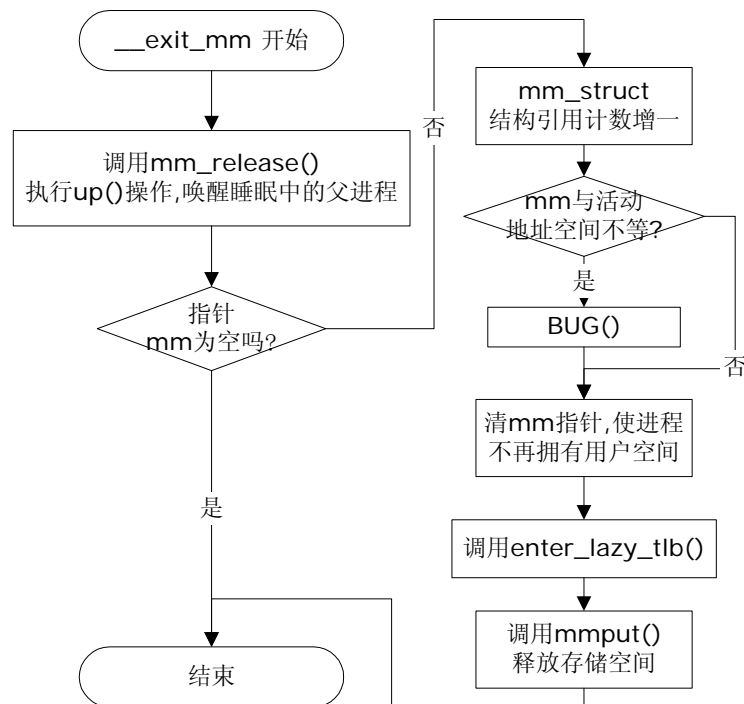 __exit_mm 开始
调用mm_release()
执行up()操作,唤醒睡眠中的父进程
指针
mm为空吗?
是
结束
否
mm_struct
结构引用计数增一
mm与活动
地址空间不等?
是
BUG()
否
清mm指针,使进程
不再拥有用户空间
调用enter_lazy_tlb()
调用mmput()
释放存储空间